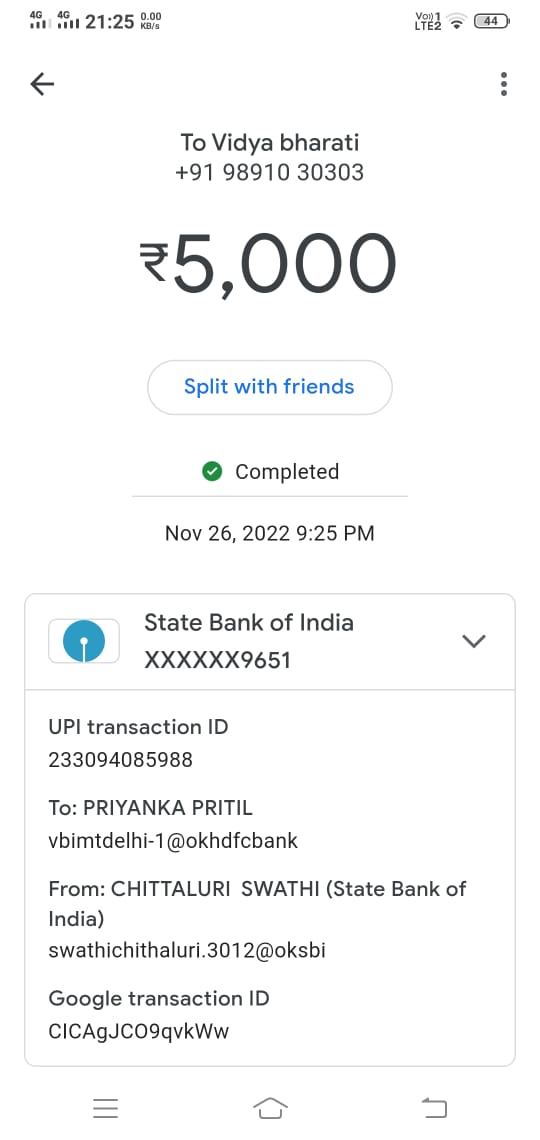 4G 4G 21:25 0.00 KB/s Vo)) 1 LTE2 44
To Vidya bharati
+91 98910 30303
₹5,000
Split with friends
Completed
Nov 26, 2022 9:25 PM
State Bank of India
XXXXXX9651
UPI transaction ID
233094085988
To: PRIYANKA PRITIL
vbimtdelhi-1@okhdfcbank
From: CHITTALURI SWATHI (State Bank of
India)
swathichithaluri.3012@oksbi
Google transaction ID
CICAgJCO9qvkWw